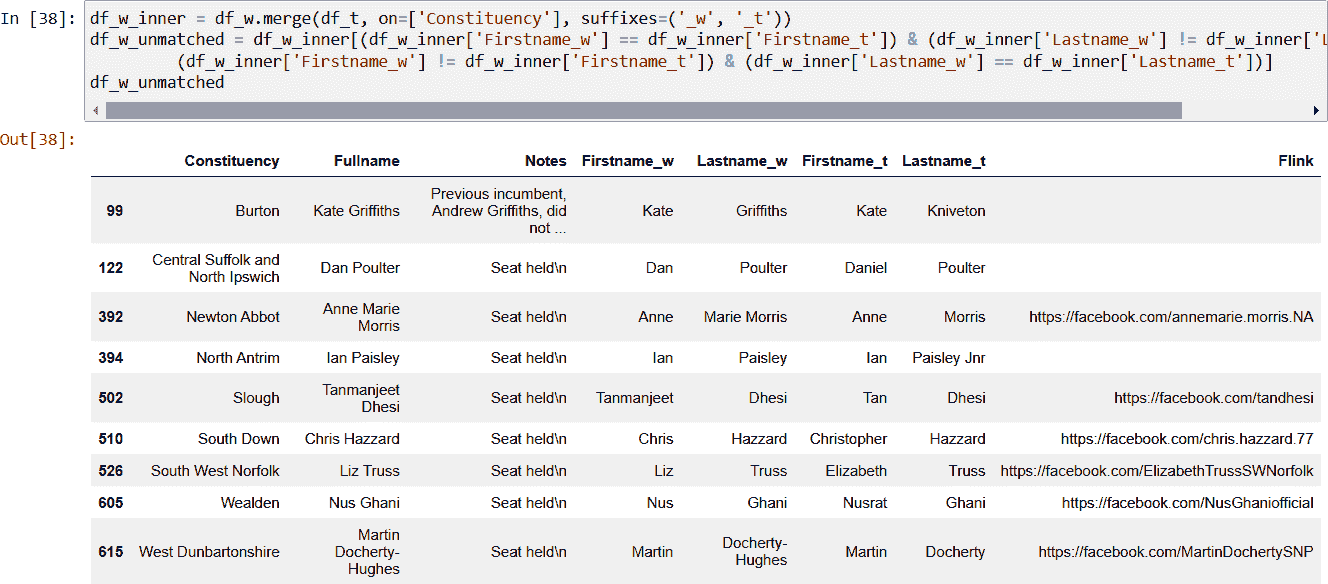 In [38]: df_w_inner = df_w.merge(df_t, on=['Constituency'], suffixes=('_w', '_t'))
df_w_unmatched = df_w_inner[(df_w_inner['Firstname_w'] == df_w_inner['Firstname_t']) & (df_w_inner['Lastname_w'] != df_w_inner['L
(df_w_inner['Firstname_w'] != df_w_inner['Firstname_t']) & (df_w_inner['Lastname_w'] == df_w_inner['Lastname_t'])]
df_w_unmatched
Out[38]:
Constituency Fullname Notes Firstname_w Lastname_w Firstname_t Lastname_t Flink
Previous incumbent,
99 Burton Kate Griffiths Andrew Griffiths, did Kate Griffiths Kate Kniveton
not ...
Central Suffolk and
122 Dan Poulter Seat held\n Dan Poulter Daniel Poulter
North Ipswich
Anne Marie
392 Newton Abbot Seat held\n Anne Marie Morris Anne Morris https://facebook.com/annemarie.morris.NA
Morris
394 North Antrim Ian Paisley Seat held\n Ian Paisley Ian Paisley Jnr
Tanmanjeet
502 Slough Seat held\n Tanmanjeet Dhesi Tan Dhesi https://facebook.com/tandhesi
Dhesi
510 South Down Chris Hazzard Seat held\n Chris Hazzard Christopher Hazzard https://facebook.com/chris.hazzard.77
526 South West Norfolk Liz Truss Seat held\n Liz Truss Elizabeth Truss https://facebook.com/ElizabethTrussSWNorfolk
605 Wealden Nus Ghani Seat held\n Nus Ghani Nusrat Ghani https://facebook.com/NusGhaniofficial
Martin
615 West Dunbartonshire Docherty- Seat held\n Martin Docherty- Martin Docherty https://facebook.com/MartinDochertySNP
Hughes Hughes